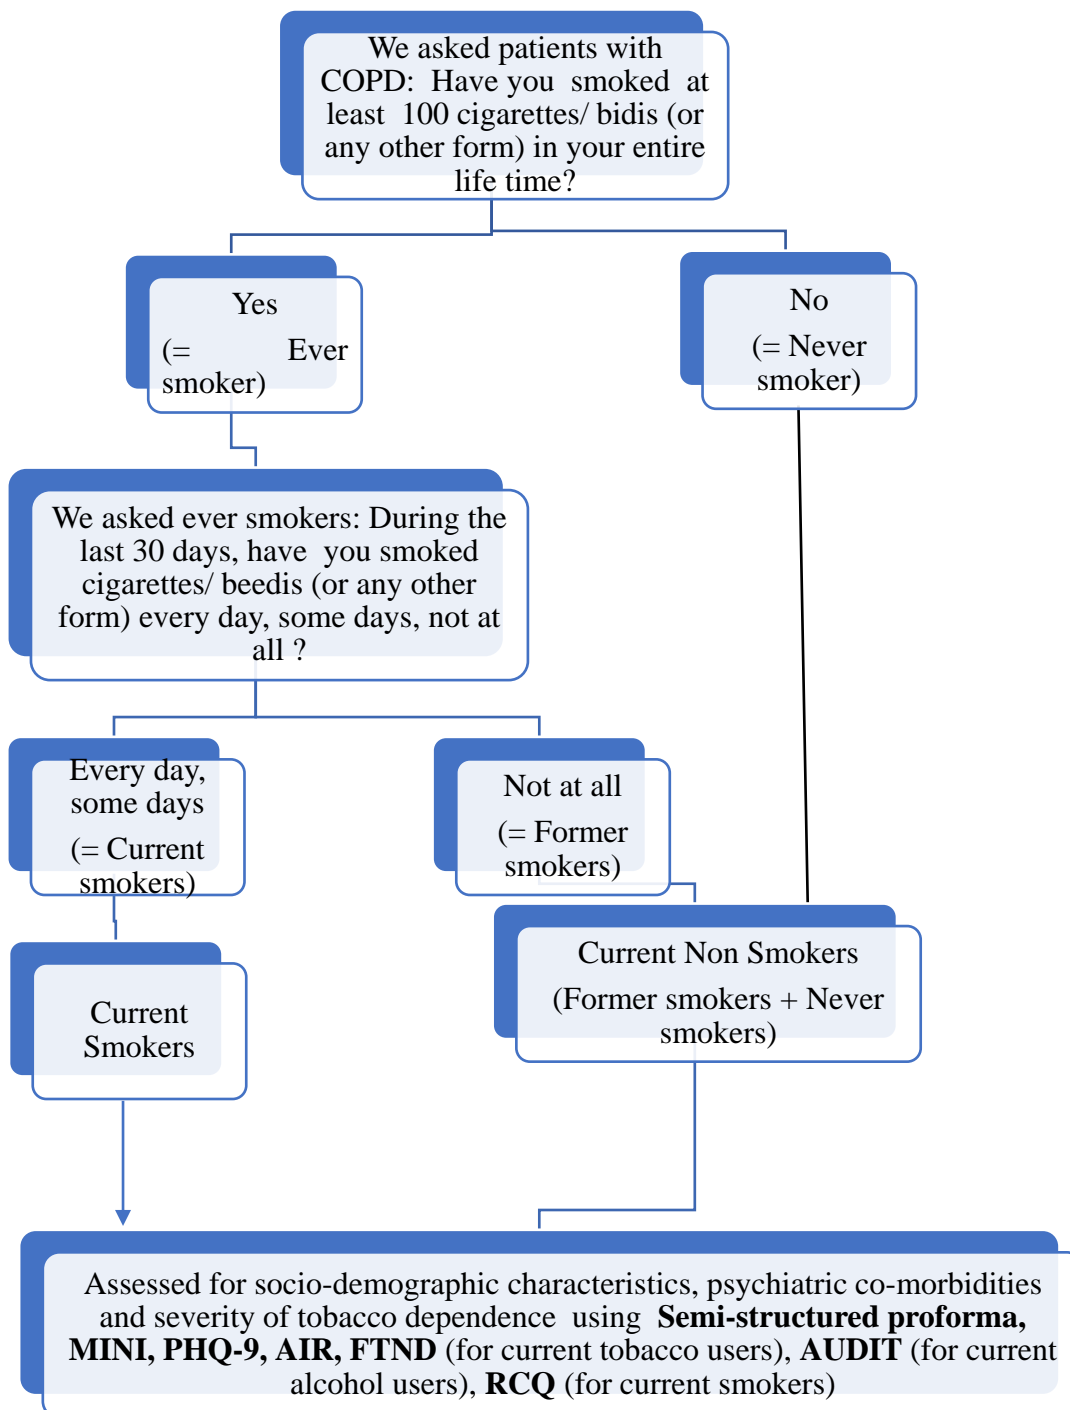 We asked patients with
COPD: Have you smoked at
least 100 cigarettes/ bidis (or
any other form) in your entire
life time?
Yes
(= Ever
smoker)
No
(= Never
smoker)
We asked ever smokers: During the
last 30 days, have you smoked
cigarettes/ beedis (or any other
form) every day, some days, not at
all ?
Every day,
some days
(= Current
smokers)
Not at all
(= Former
smokers)
Current
Smokers
Current Non Smokers
(Former smokers + Never
smokers)
Assessed for socio-demographic characteristics, psychiatric co-morbidities
and severity of tobacco dependence using Semi-structured proforma,
MINI, PHQ-9, AIR, FTND (for current tobacco users), AUDIT (for current
alcohol users), RCQ (for current smokers)